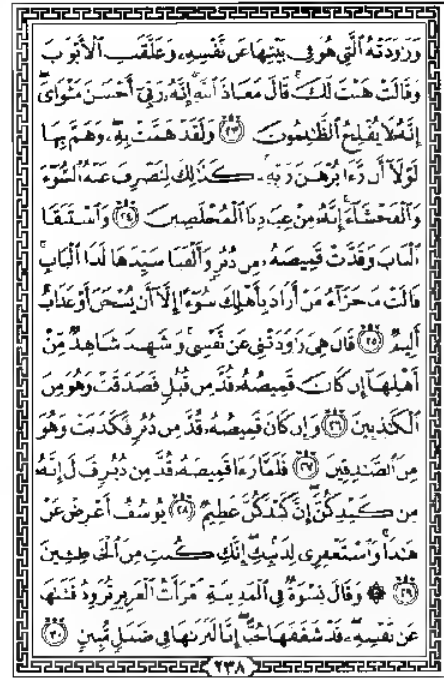 وَرَٰوَدَتْهُ ٱلَّتِى هُوَ فِى بَيْتِهَا عَن نَّفْسِهِۦ وَغَلَّقَتِ ٱلْأَبْوَٰبَ
وَقَالَتْ هَيْتَ لَكَ ۚ قَالَ مَعَاذَ ٱللَّهِ ۖ إِنَّهُۥ رَبِّىٓ أَحْسَنَ مَثْوَاىَ ۖ
إِنَّهُۥ لَا يُفْلِحُ ٱلظَّٰلِمُونَ ﴿٢٣﴾ وَلَقَدْ هَمَّتْ بِهِۦ ۖ وَهَمَّ بِهَا
لَوْلَآ أَن رَّءَا بُرْهَٰنَ رَبِّهِۦ ۚ كَذَٰلِكَ لِنَصْرِفَ عَنْهُ ٱلسُّوٓءَ
وَٱلْفَحْشَآءَ ۚ إِنَّهُۥ مِنْ عِبَادِنَا ٱلْمُخْلَصِينَ ﴿٢٤﴾ وَٱسْتَبَقَا
ٱلْبَابَ وَقَدَّتْ قَمِيصَهُۥ مِن دُبُرٍ وَأَلْفَيَا سَيِّدَهَا لَدَا ٱلْبَابِ ۚ
قَالَتْ مَا جَزَآءُ مَنْ أَرَادَ بِأَهْلِكَ سُوٓءًا إِلَّآ أَن يُسْجَنَ أَوْ عَذَابٌ
أَلِيمٌ ﴿٢٥﴾ قَالَ هِىَ رَٰوَدَتْنِى عَن نَّفْسِى ۚ وَشَهِدَ شَاهِدٌ مِّنْ
أَهْلِهَآ إِن كَانَ قَمِيصُهُۥ قُدَّ مِن قُبُلٍ فَصَدَقَتْ وَهُوَ مِنَ
ٱلْكَٰذِبِينَ ﴿٢٦﴾ وَإِن كَانَ قَمِيصُهُۥ قُدَّ مِن دُبُرٍ فَكَذَبَتْ وَهُوَ
مِنَ ٱلصَّٰدِقِينَ ﴿٢٧﴾ فَلَمَّا رَءَا قَمِيصَهُۥ قُدَّ مِن دُبُرٍ قَالَ إِنَّهُۥ
مِن كَيْدِكُنَّ ۖ إِنَّ كَيْدَكُنَّ عَظِيمٌ ﴿٢٨﴾ يُوسُفُ أَعْرِضْ عَنْ
هَٰذَا ۚ وَٱسْتَغْفِرِى لِذَنۢبِكِ ۖ إِنَّكِ كُنتِ مِنَ ٱلْخَاطِـِٔينَ
﴿٢٩﴾ ۞ وَقَالَ نِسْوَةٌ فِى ٱلْمَدِينَةِ ٱمْرَأَتُ ٱلْعَزِيزِ تُرَٰوِدُ فَتَىٰهَا
عَن نَّفْسِهِۦ ۖ قَدْ شَغَفَهَا حُبًّا ۖ إِنَّا لَنَرَىٰهَا فِى ضَلَٰلٍ مُّبِينٍ ﴿٣٠﴾
٢٣٨